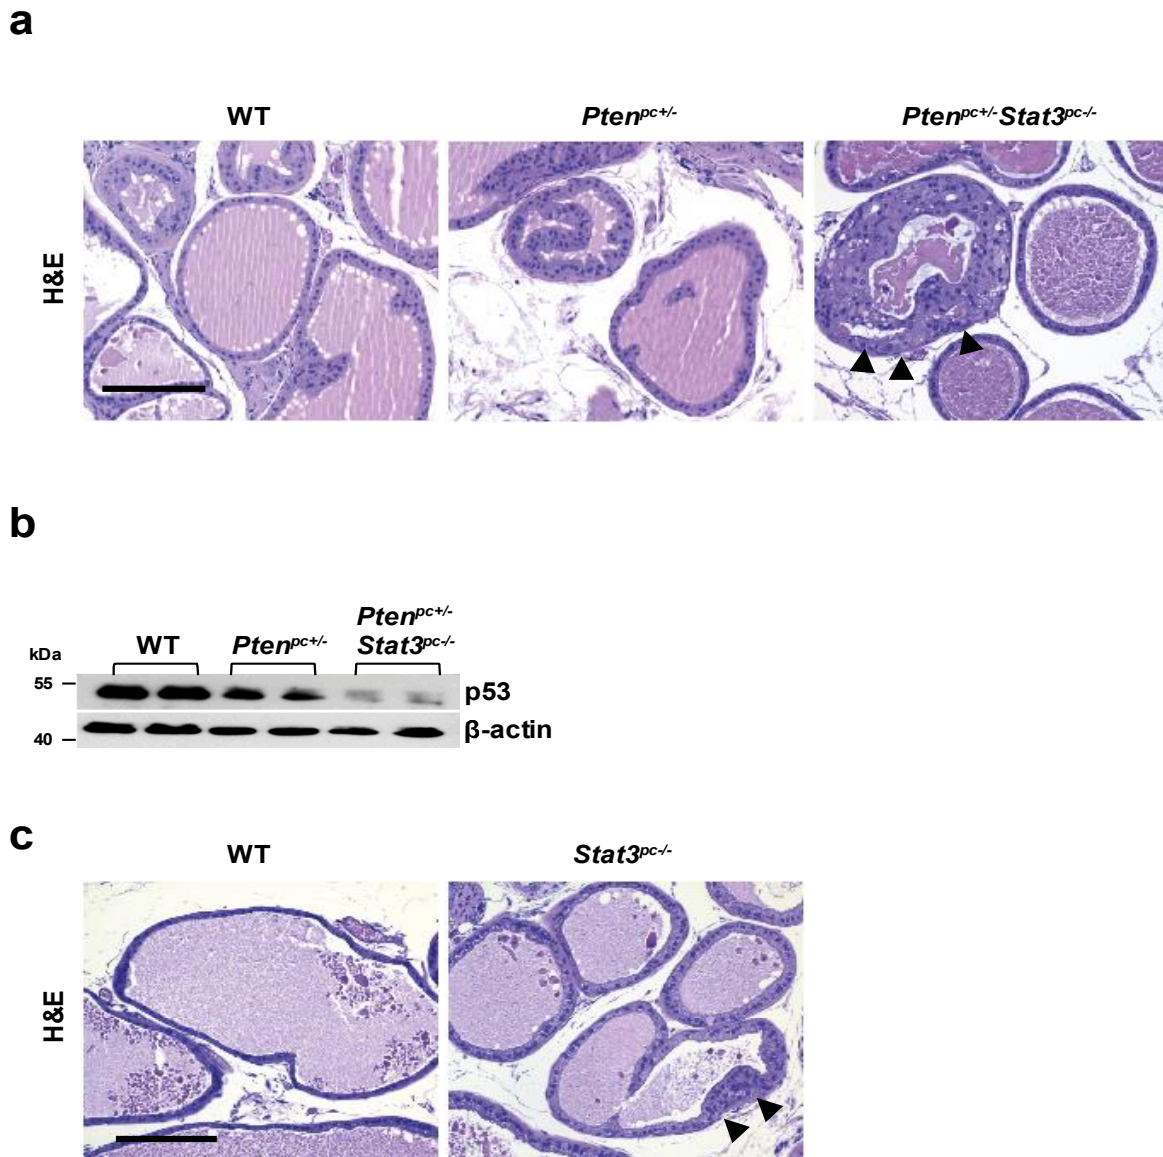 a
WT
Pten^pc+/-
Pten^pc+/-Stat3^pc-/-
H&E
b
Pten^pc+/-
WT Pten^pc+/- Stat3^pc-/-
kDa
55
p53
40
β-actin
c
WT
Stat3^pc-/-
H&E